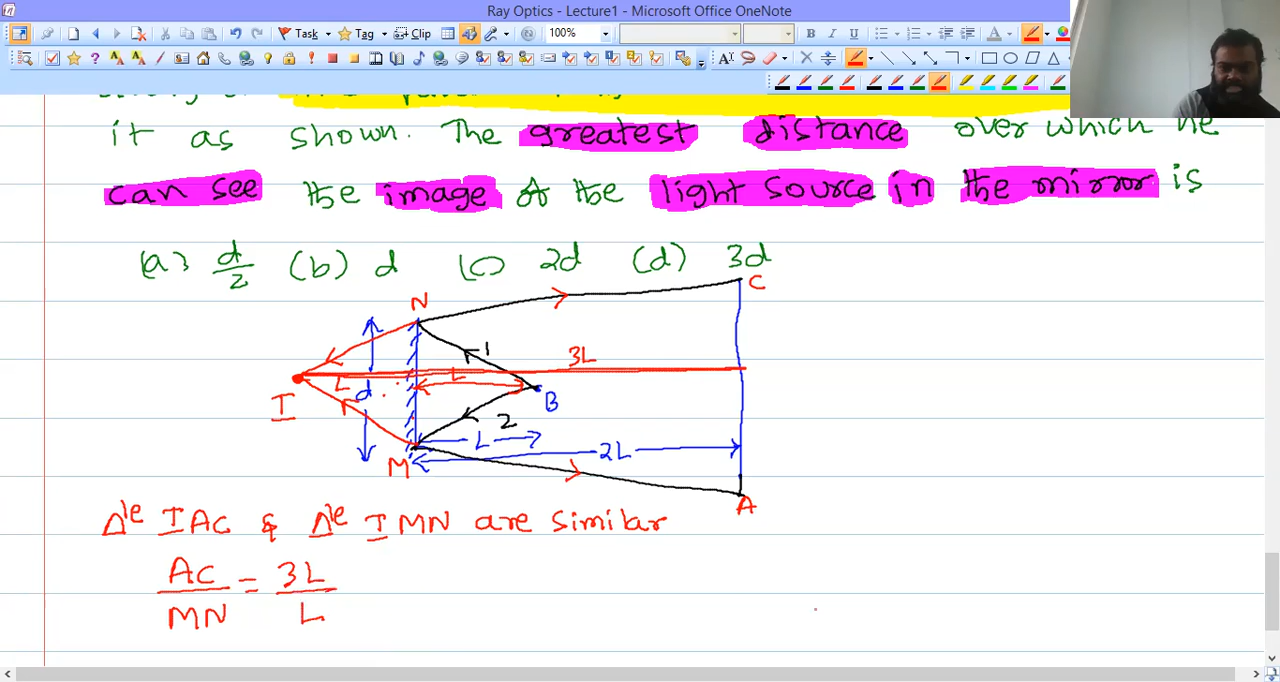 Ray Optics - Lecture1 - Microsoft Office OneNote
Task Tag Clip 100% B I U A
it as shown. The greatest distance over which he
can see the image of the light source in the mirror is
(a) d/2 (b) d (c) 2d (d) 3d
N C
1 3L
L L
I d B
2 L
M 2L
A
Δle IAC & Δle IMN are similar
AC/MN = 3L/L